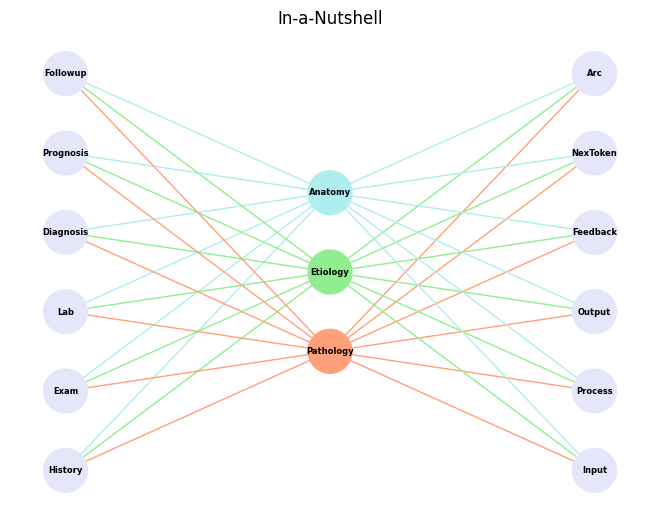 In-a-Nutshell
Followup
Prognosis
Diagnosis
Lab
Exam
History
Anatomy
Etiology
Pathology
Arc
NexToken
Feedback
Output
Process
Input